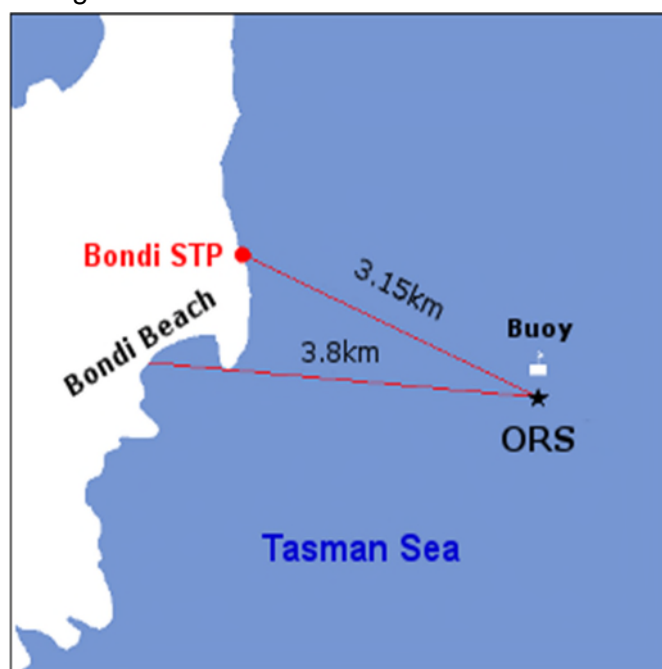 Bondi STP
3.15km
Bondi Beach
3.8km
Buoy
ORS
Tasman Sea